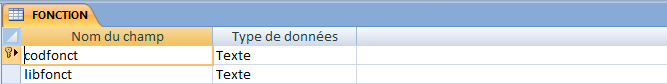 FONCTION
Nom du champ Type de données
codfonct Texte
libfonct Texte